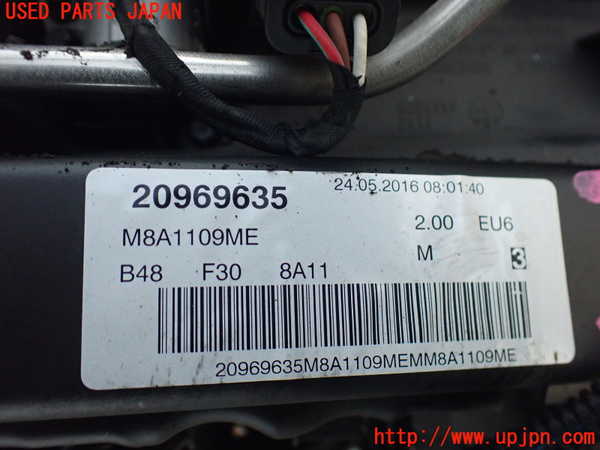 USED PARTS JAPAN
20969635 24.05.2016 08:01:40
M8A1109ME 2.00 EU6
B48 F30 8A11 M 3
20969635M8A1109MEMM8A1109ME
http://www.upjpn.com/